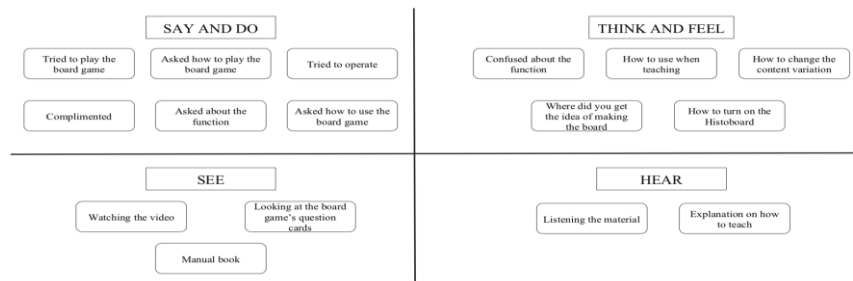 SAY AND DO
Tried to play the
board game
Asked how to play the
board game
Tried to operate
Complimented
Asked about the
function
Asked how to use the
board game
THINK AND FEEL
Confused about the
function
How to use when
teaching
How to change the
content variation
Where did you get
the idea of making
the board
How to turn on the
Histoboard
SEE
Watching the video
Looking at the board
game's question
cards
Manual book
HEAR
Listening the material
Explanation on how
to teach